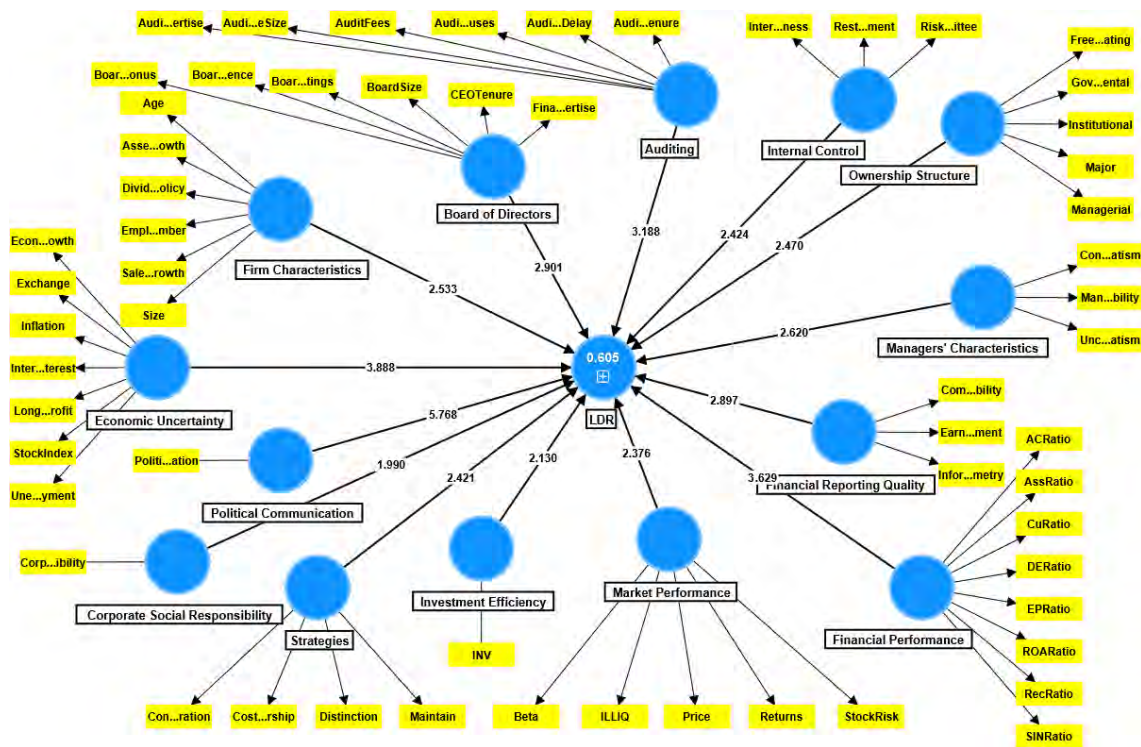 Audi...ertise
Audi...eSize
AuditFees
Audi...uses
Audi...Delay
Audi...enure
Inter...ness
Rest...ment
Risk...ittee
Free...ating
Gov...ental
Institutional
Major
Managerial
Boar...onus
Boar...ence
Boar...tings
BoardSize
CEOTenure
Fina...ertise
Auditing
Internal Control
Ownership Structure
Age
Asse...owth
Divid...olicy
Empl...mber
Sale...rowth
Size
Board of Directors
Firm Characteristics
3.188
2.424
2.470
2.901
2.533
Con...atism
Man...bility
Unc...atism
2.620
Managers' Characteristics
Econ...owth
Exchange
Inflation
Inter...terest
Long...rofit
StockIndex
Une...yment
Economic Uncertainty
3.888
0.605
LDR
5.768
1.990
2.421
2.130
2.376
2.897
3.629
Com...bility
Earn...ment
Infor...metry
Financial Reporting Quality
Politi...ation
Political Communication
Corp...ibility
Corporate Social Responsibility
Strategies
Investment Efficiency
Market Performance
Financial Performance
ACRatio
AssRatio
CuRatio
DERatio
EPRatio
ROARatio
RecRatio
SINRatio
INV
Con...ration
Cost...rship
Distinction
Maintain
Beta
ILLIQ
Price
Returns
StockRisk